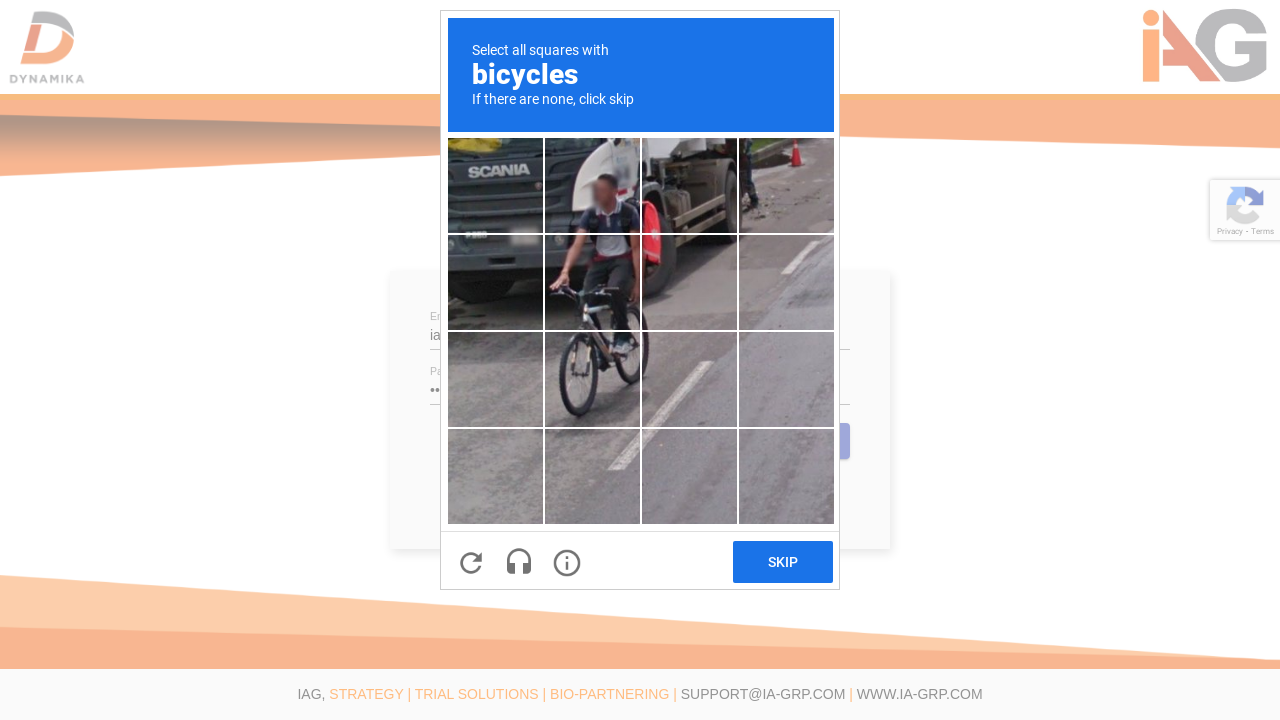 DYNAMIKA
iAG
Select all squares with
bicycles
If there are none, click skip
SCANIA
Privacy - Terms
SKIP
IAG, STRATEGY | TRIAL SOLUTIONS | BIO-PARTNERING | SUPPORT@IA-GRP.COM | WWW.IA-GRP.COM